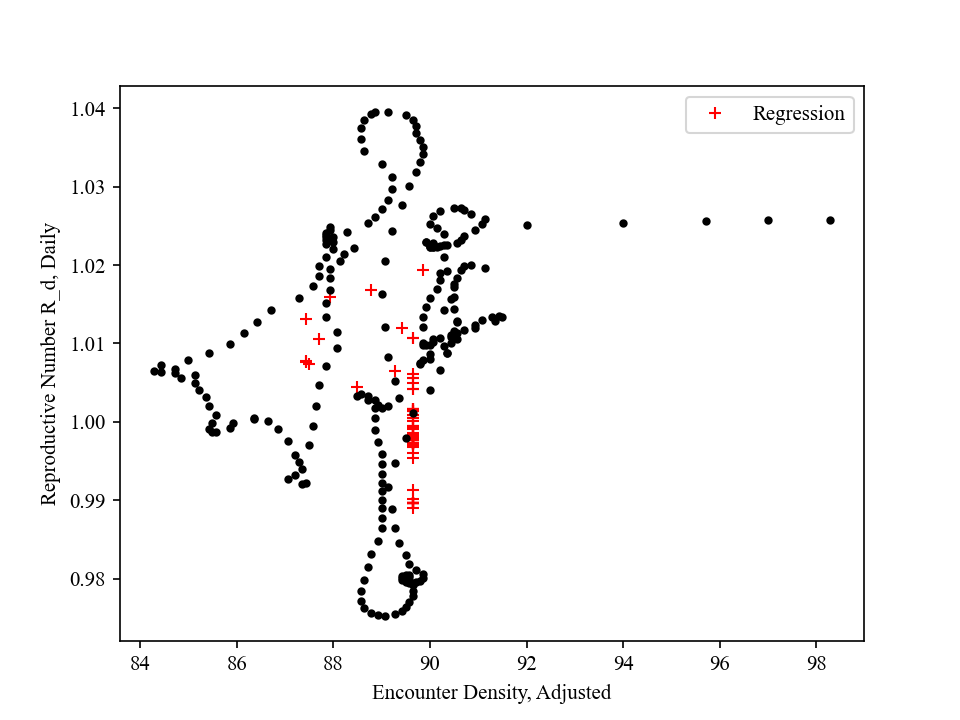 Regression
1.04
1.03
1.02
1.01
1.00
0.99
0.98
Reproductive Number R_d, Daily
84 86 88 90 92 94 96 98
Encounter Density, Adjusted